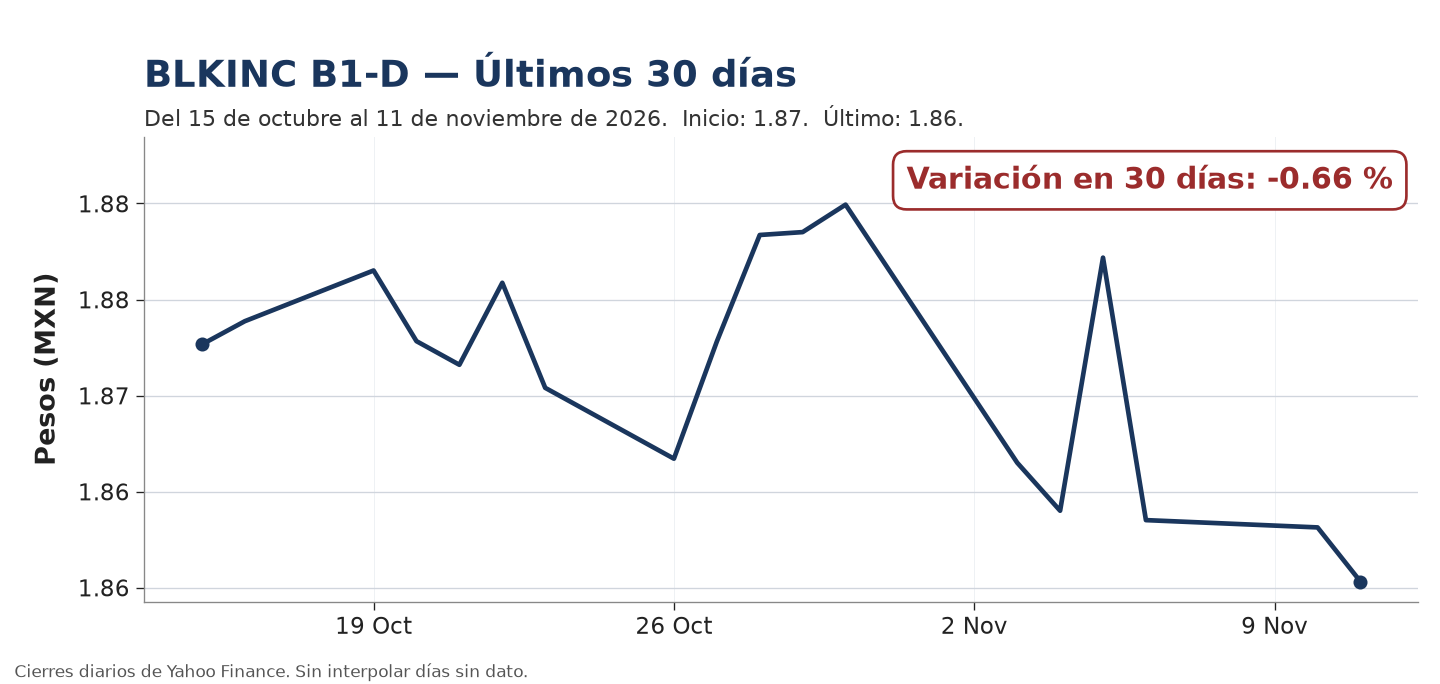 BLKINC B1-D — Últimos 30 días
Del 15 de octubre al 11 de noviembre de 2026.  Inicio: 1.87.  Último: 1.86.
Variación en 30 días: -0.66 %
Pesos (MXN)
1.88
1.88
1.87
1.86
1.86
19 Oct
26 Oct
2 Nov
9 Nov
Cierres diarios de Yahoo Finance. Sin interpolar días sin dato.